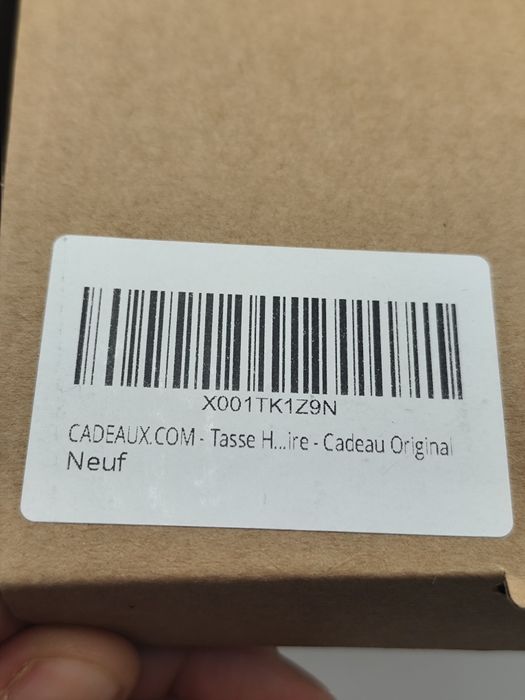 X001TK1Z9N
CADEAUX.COM - Tasse H...ire - Cadeau Original
Neuf